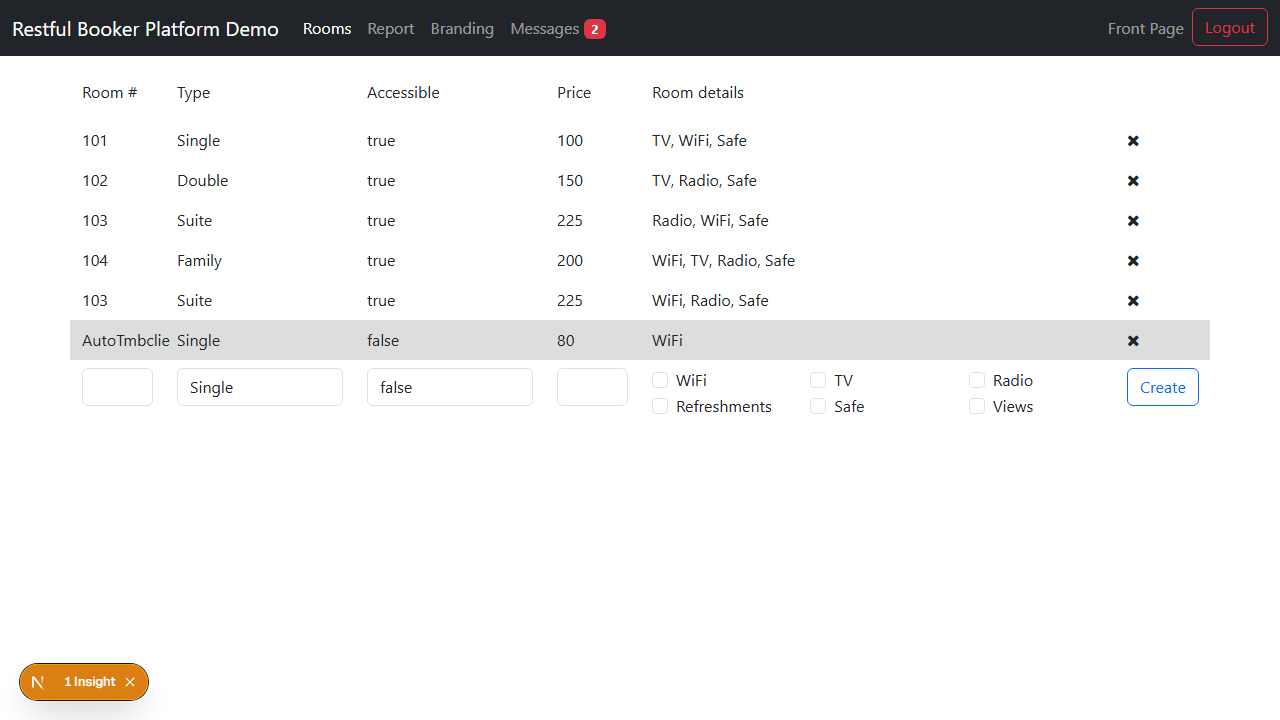 Restful Booker Platform Demo Rooms Report Branding Messages 2 Front Page Logout
Room # Type Accessible Price Room details
101 Single true 100 TV, WiFi, Safe
102 Double true 150 TV, Radio, Safe
103 Suite true 225 Radio, WiFi, Safe
104 Family true 200 WiFi, TV, Radio, Safe
103 Suite true 225 WiFi, Radio, Safe
AutoTmbclie Single false 80 WiFi
Single false WiFi TV Radio Create
Refreshments Safe Views
1 Insight